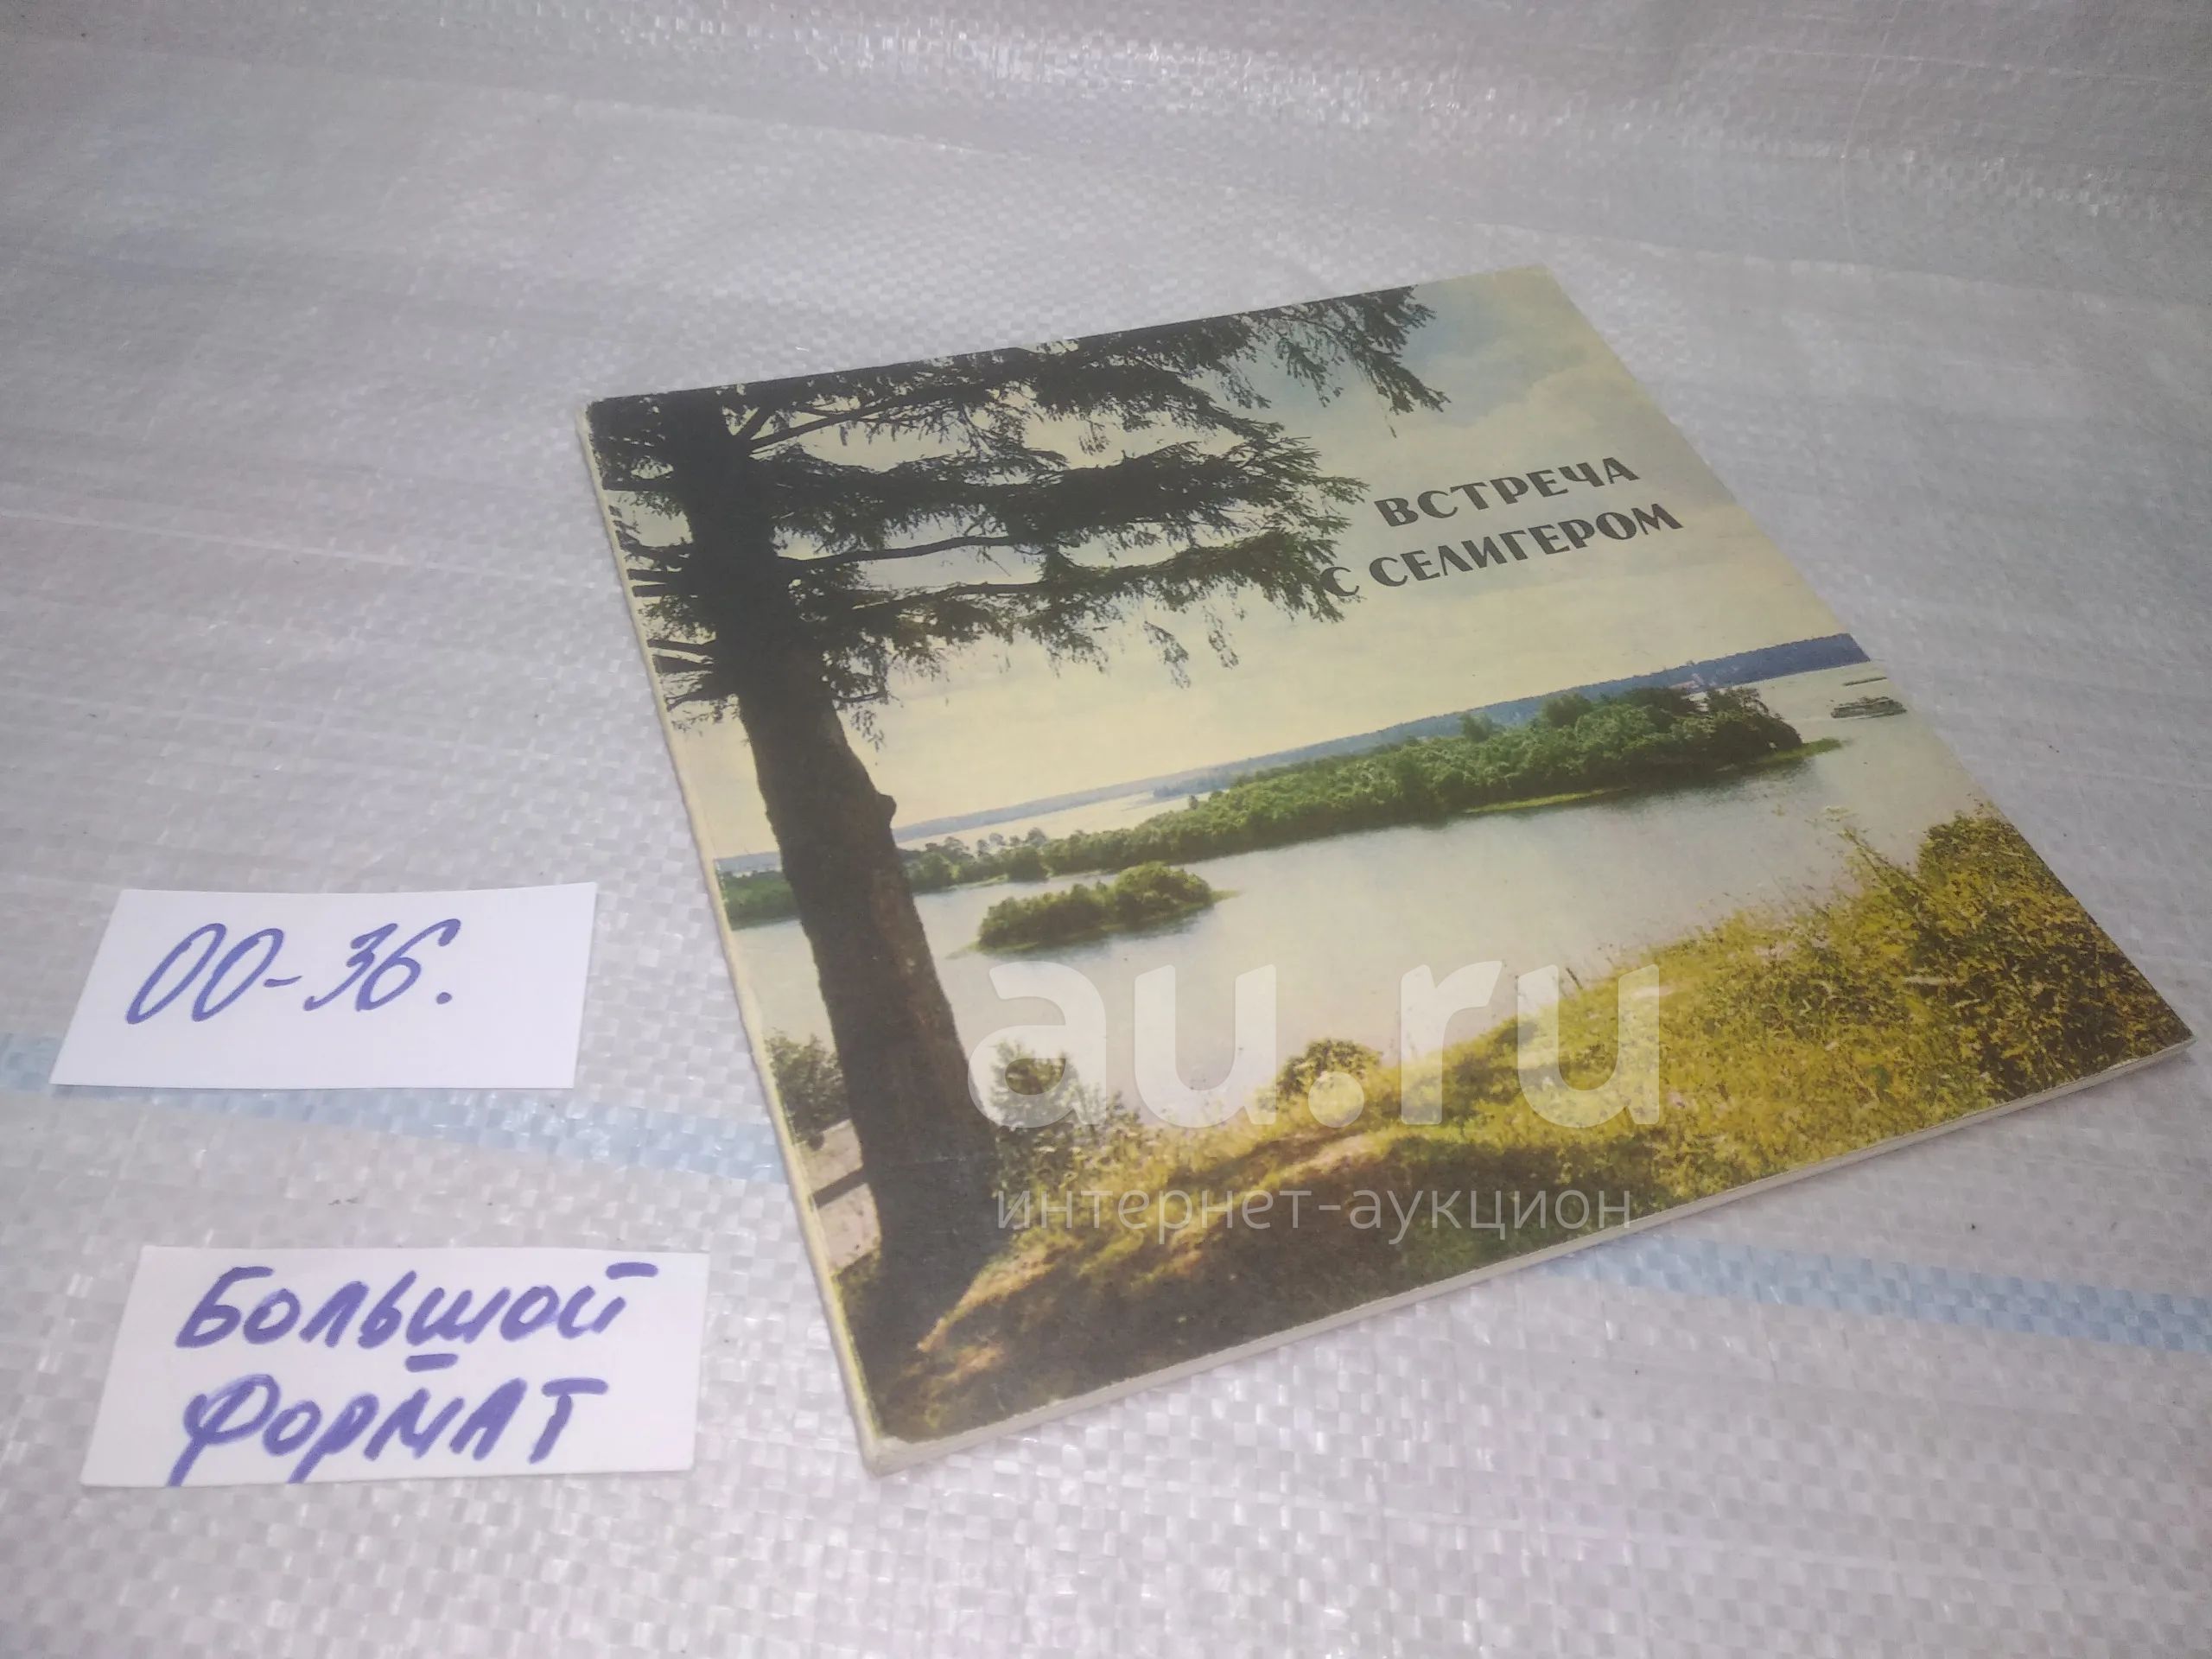 ВСТРЕЧА
С СЕЛИГЕРОМ
00-36.
au.ru
интернет-аукцион
Большой
формат